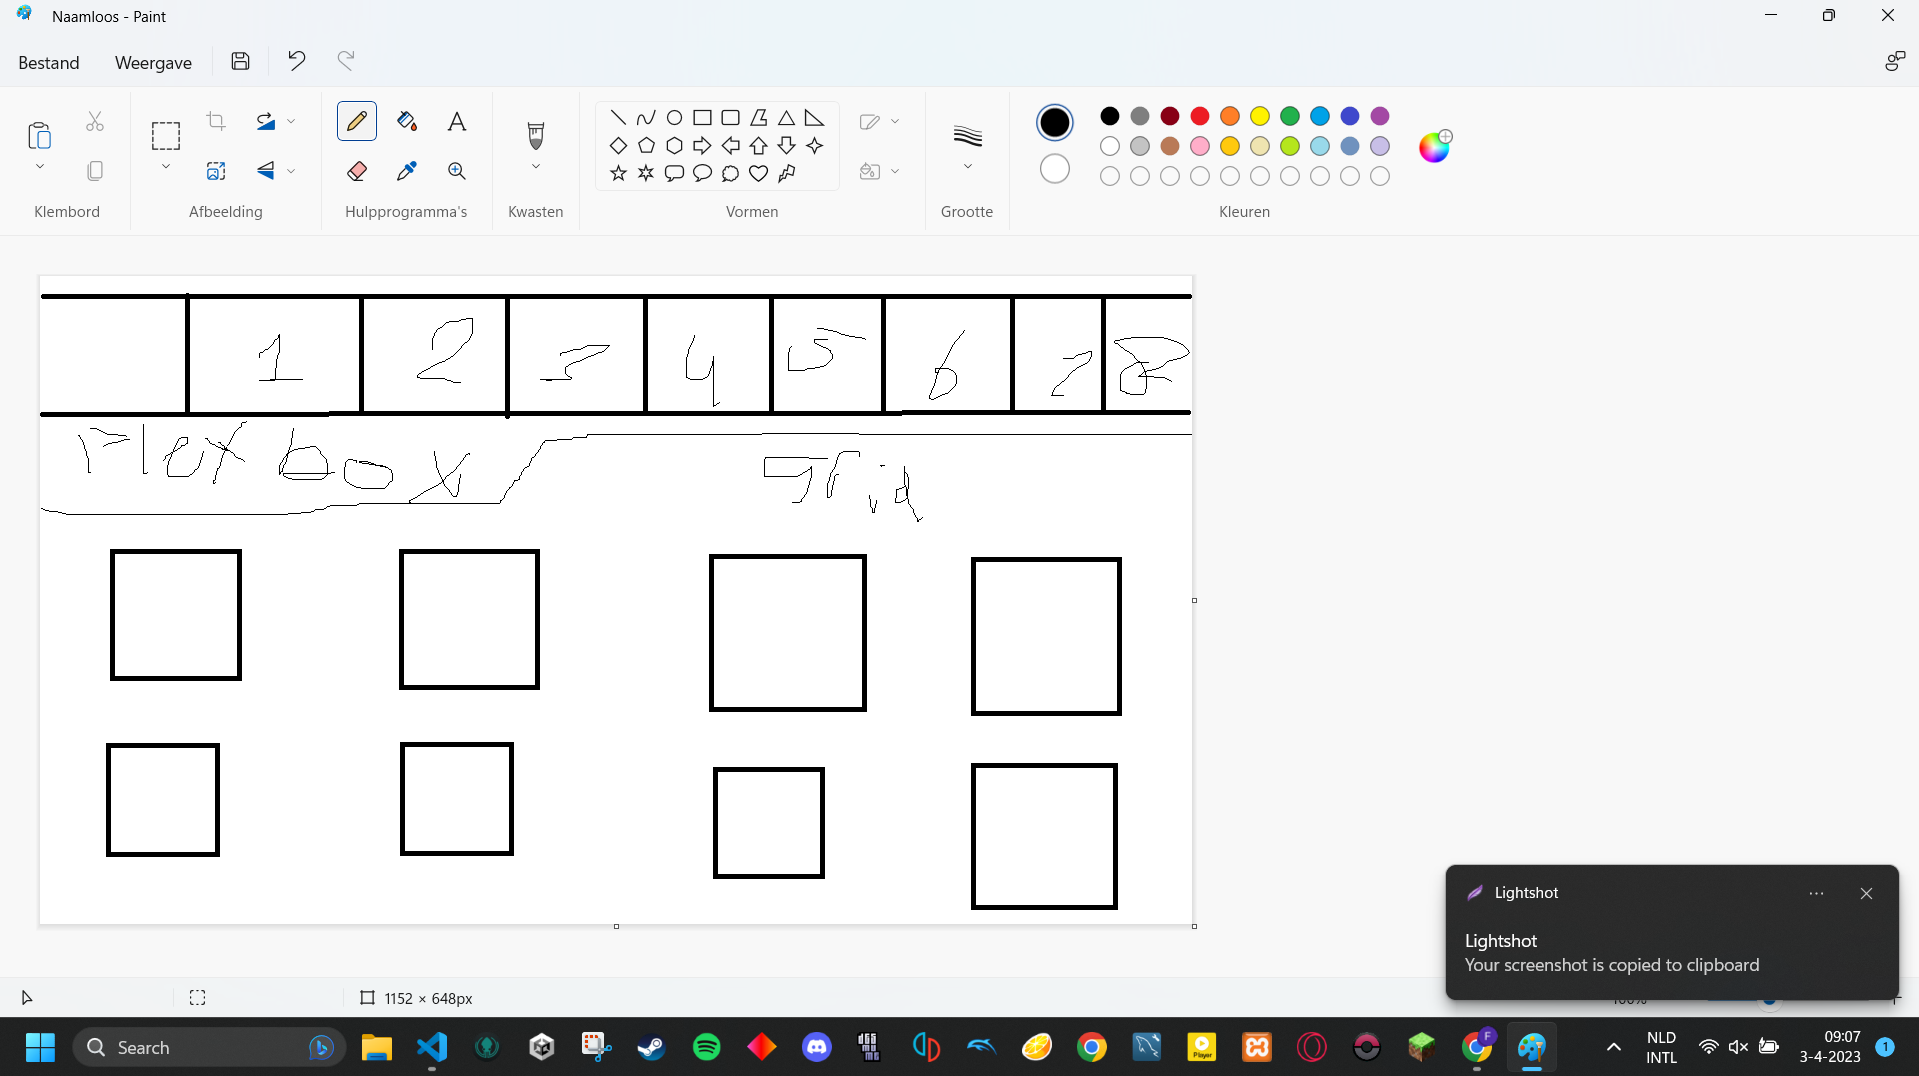 Naamloos - Paint
Bestand Weergave
Klembord Afbeelding Hulpprogramma's Kwasten Vormen Grootte Kleuren
1 2 3 4 5 6 7 8
Flex box grid
1152 × 648px
Lightshot
Lightshot
Your screenshot is copied to clipboard
100%
Search
NLD
INTL
09:07
3-4-2023
1